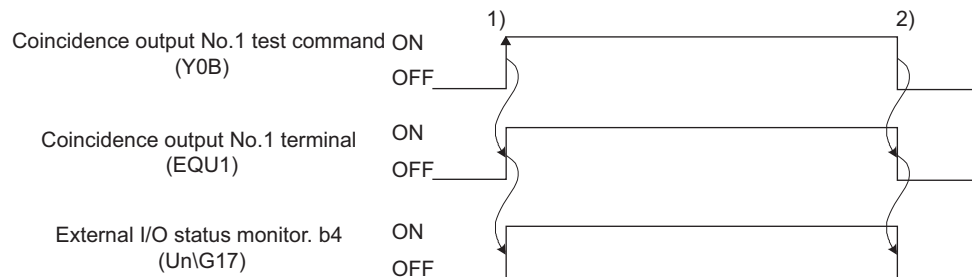 1)
2)
Coincidence output No.1 test command
(Y0B)
ON
OFF
Coincidence output No.1 terminal
(EQU1)
ON
OFF
External I/O status monitor. b4
(Un\G17)
ON
OFF